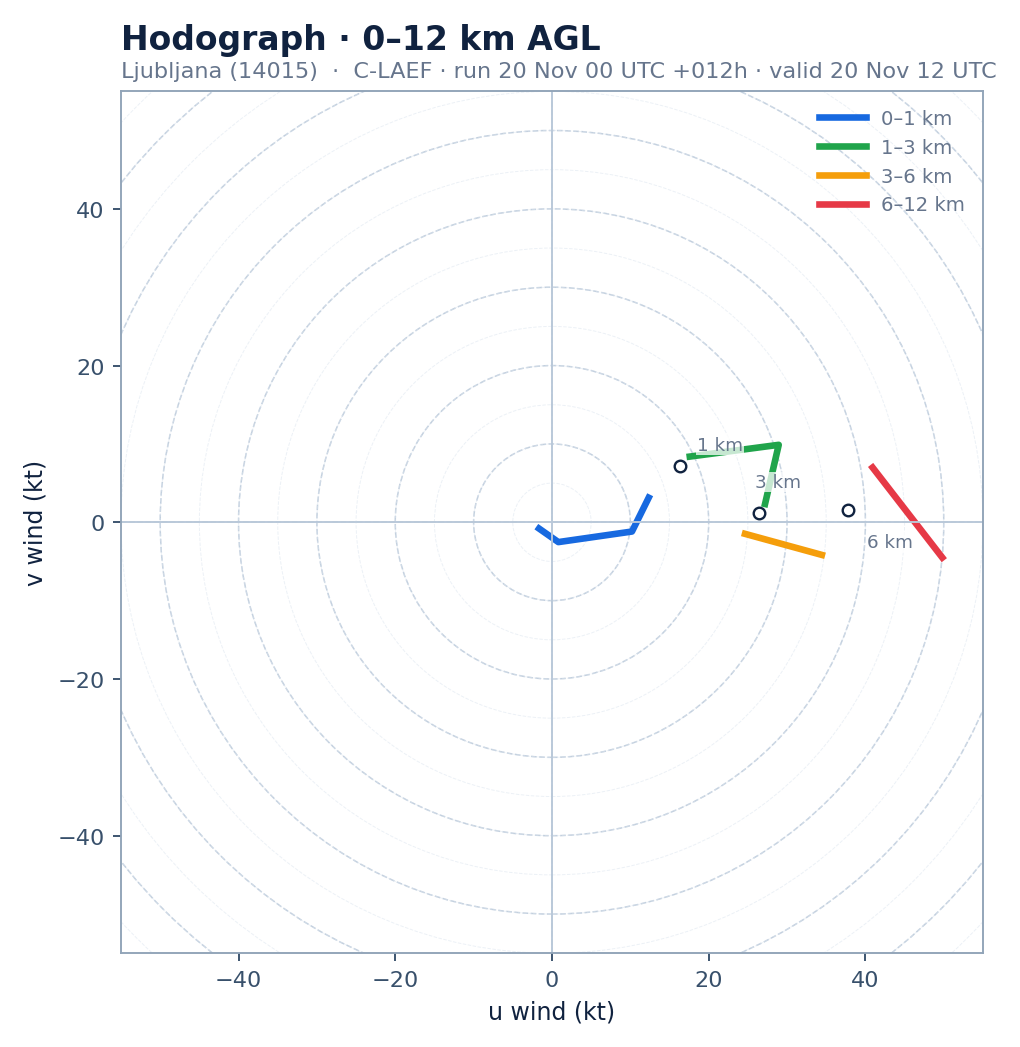 Hodograph · 0–12 km AGL
Ljubljana (14015)  ·  C-LAEF · run 20 Nov 00 UTC +012h · valid 20 Nov 12 UTC
0–1 km
1–3 km
3–6 km
6–12 km
40
20
0
−20
−40
v wind (kt)
1 km
3 km
6 km
−40
−20
0
20
40
u wind (kt)